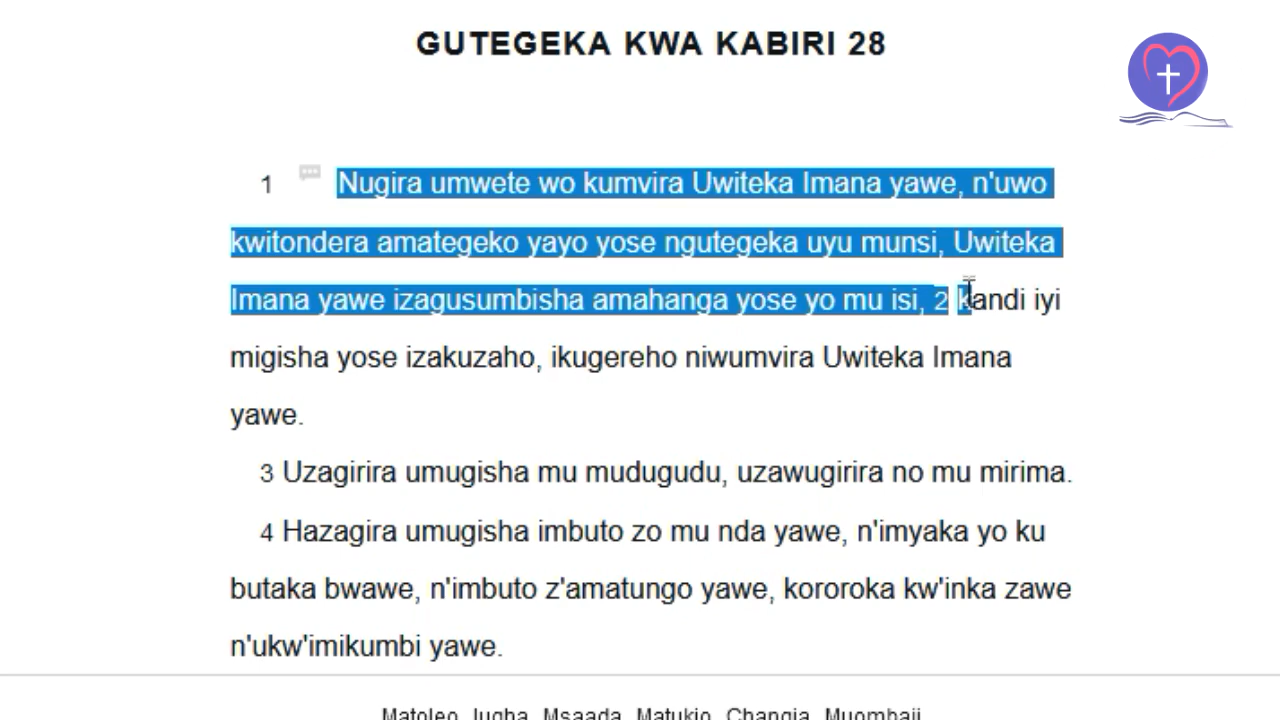 GUTEGEKA KWA KABIRI 28
1 Nugira umwete wo kumvira Uwiteka Imana yawe, n'uwo
kwitondera amategeko yayo yose ngutegeka uyu munsi, Uwiteka
Imana yawe izagusumbisha amahanga yose yo mu isi, 2 kandi iyi
migisha yose izakuzaho, ikugereho niwumvira Uwiteka Imana
yawe.
3 Uzagirira umugisha mu mudugudu, uzawugirira no mu mirima.
4 Hazagira umugisha imbuto zo mu nda yawe, n'imyaka yo ku
butaka bwawe, n'imbuto z'amatungo yawe, kororoka kw'inka zawe
n'ukw'imikumbi yawe.
Matoleo Lugha Msaada Matukio Changia Muombaji